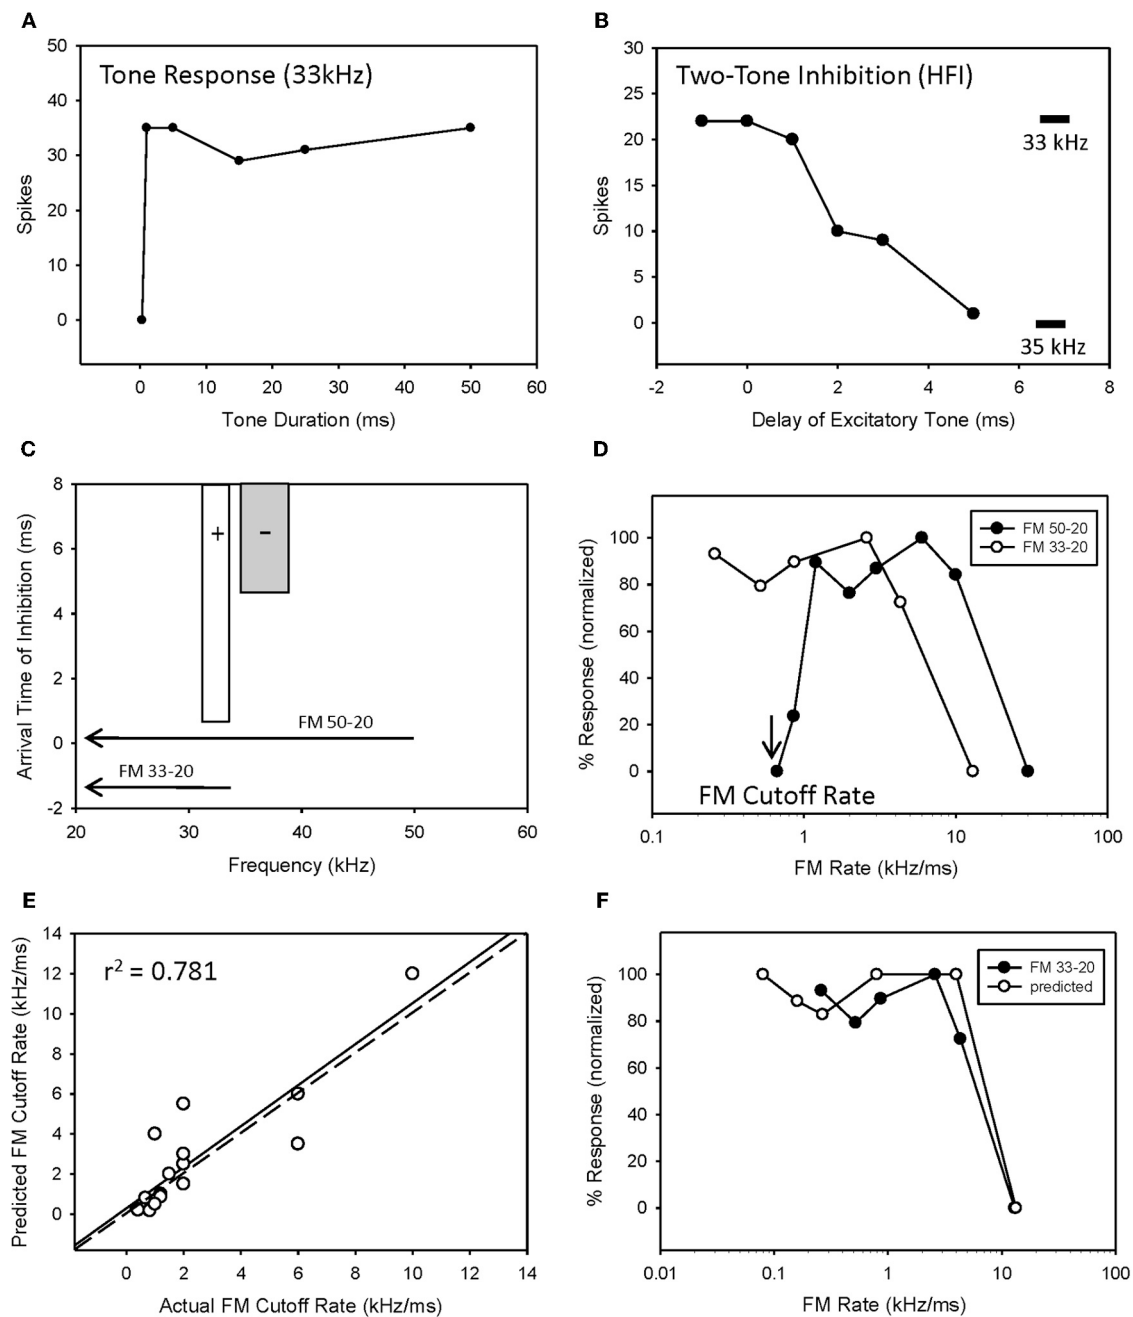 A
Tone Response (33kHz)
Spikes
50
40
30
20
10
0
0 10 20 30 40 50 60
Tone Duration (ms)
B
Two-Tone Inhibition (HFI)
Spikes
30
25
20
15
10
5
0
33 kHz
35 kHz
-2 0 2 4 6 8
Delay of Excitatory Tone (ms)
C
Arrival Time of Inhibition (ms)
8
6
4
2
0
-2
+ -
FM 50-20
FM 33-20
20 30 40 50 60
Frequency (kHz)
D
% Response (normalized)
100
80
60
40
20
0
FM 50-20
FM 33-20
FM Cutoff Rate
0.1 1 10 100
FM Rate (kHz/ms)
E
Predicted FM Cutoff Rate (kHz/ms)
14
12
10
8
6
4
2
0
r² = 0.781
0 2 4 6 8 10 12 14
Actual FM Cutoff Rate (kHz/ms)
F
% Response (normalized)
100
80
60
40
20
0
FM 33-20
predicted
0.01 0.1 1 10 100
FM Rate (kHz/ms)